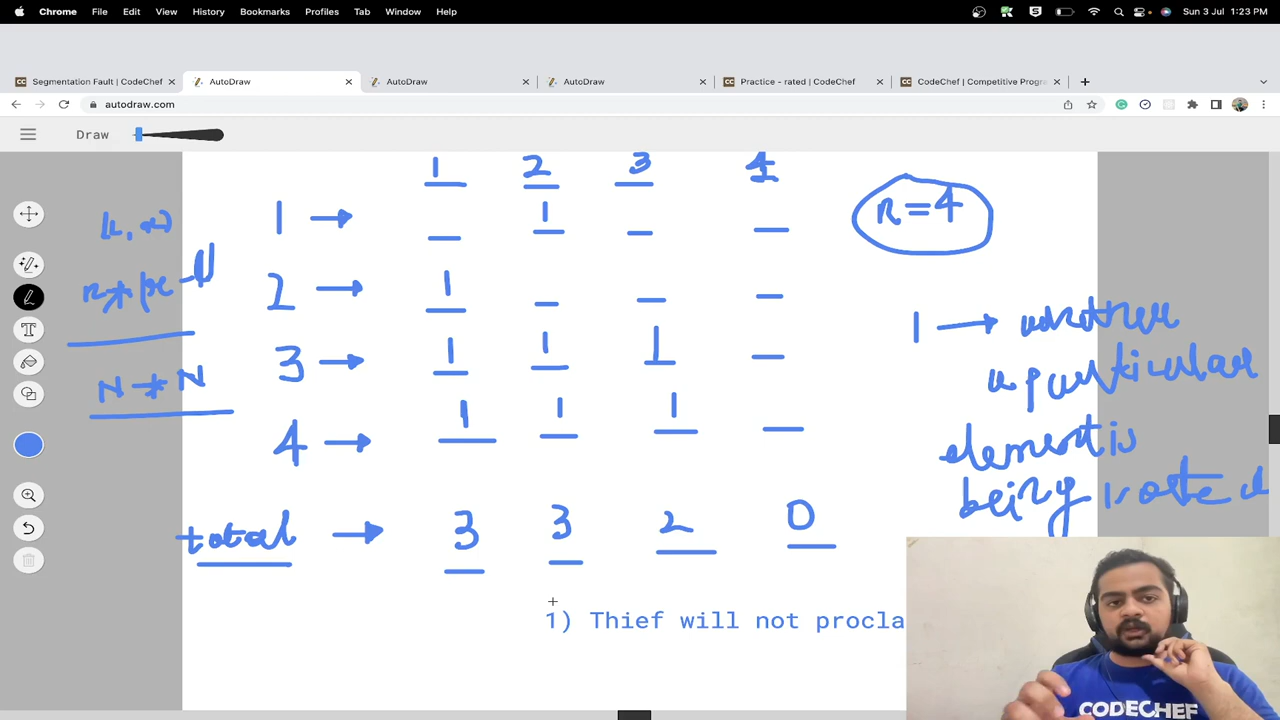 Chrome File Edit View History Bookmarks Profiles Tab Window Help Sun 3 Jul 1:23 PM
Segmentation Fault | CodeChef AutoDraw AutoDraw AutoDraw Practice - rated | CodeChef CodeChef | Competitive Progr
autodraw.com
Draw
1 2 3 4
1 → _ 1 _ _
2 → 1 _ _ _
3 → 1 1 1 _
4 → 1 1 1 _
total → 3 3 2 0
N * N
n=4
1 → whether
a particular
element is
being voted
1) Thief will not procla
CODECHEF